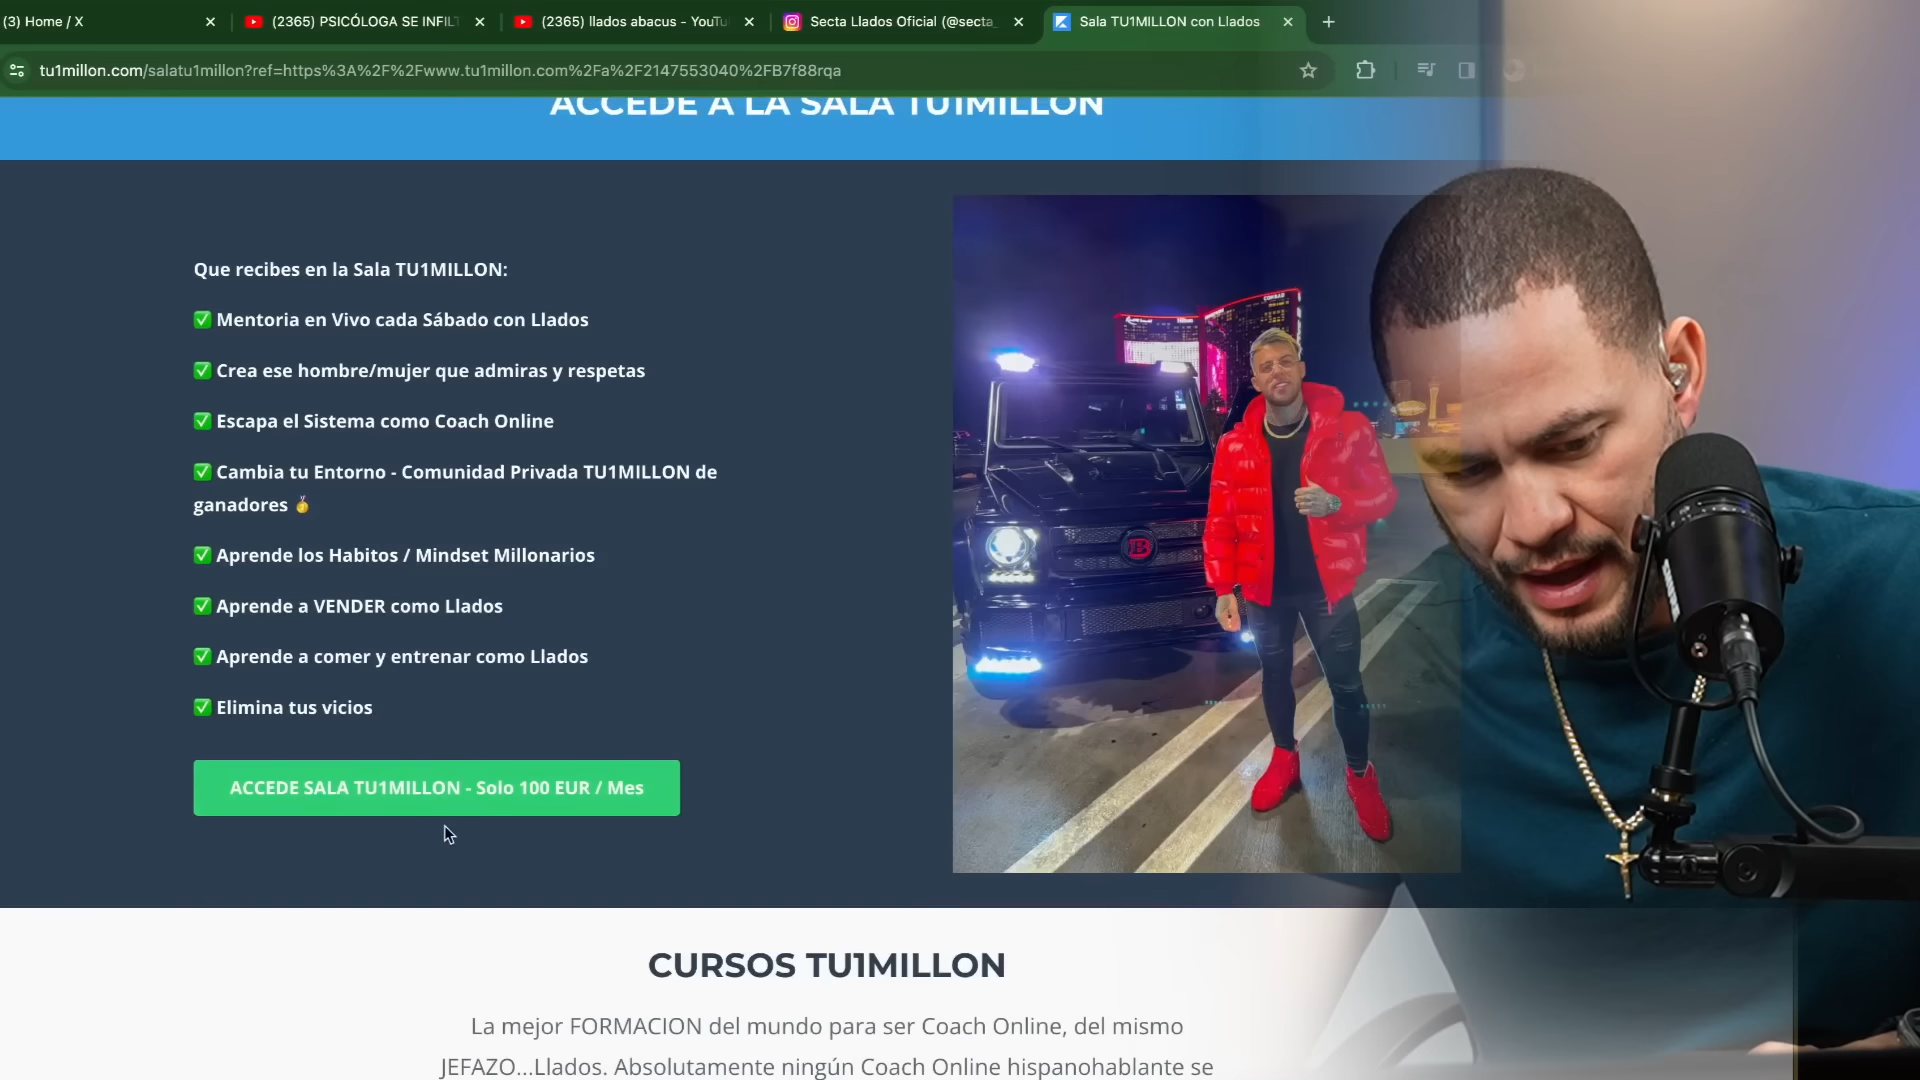 (3) Home / X
(2365) PSICÓLOGA SE INFILT
(2365) llados abacus - YouTu
Secta Llados Oficial (@secta_
Sala TU1MILLON con Llados
tu1millon.com/salatu1millon?ref=https%3A%2F%2Fwww.tu1millon.com%2Fa%2F2147553040%2FB7f88rqa
ACCEDE A LA SALA TU1MILLON
Que recibes en la Sala TU1MILLON:
✅ Mentoria en Vivo cada Sábado con Llados
✅ Crea ese hombre/mujer que admiras y respetas
✅ Escapa el Sistema como Coach Online
✅ Cambia tu Entorno - Comunidad Privada TU1MILLON de
ganadores 🏅
✅ Aprende los Habitos / Mindset Millonarios
✅ Aprende a VENDER como Llados
✅ Aprende a comer y entrenar como Llados
✅ Elimina tus vicios
ACCEDE SALA TU1MILLON - Solo 100 EUR / Mes
CURSOS TU1MILLON
La mejor FORMACION del mundo para ser Coach Online, del mismo
JEFAZO...Llados. Absolutamente ningún Coach Online hispanohablante se